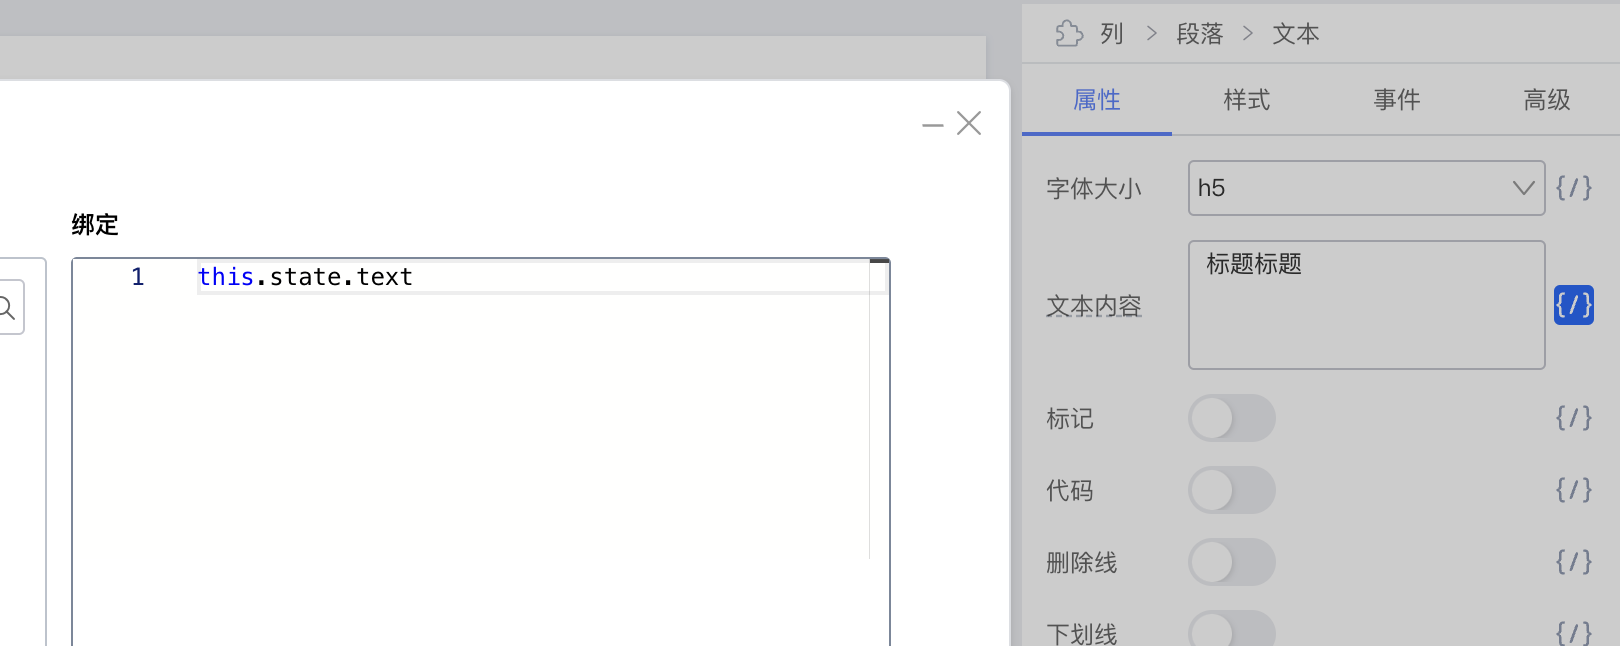 列 > 段落 > 文本
属性 样式 事件 高级
绑定
1 this.state.text
字体大小 h5 {/}
文本内容 标题标题 {/}
标记 {/}
代码 {/}
删除线 {/}
下划线 {/}